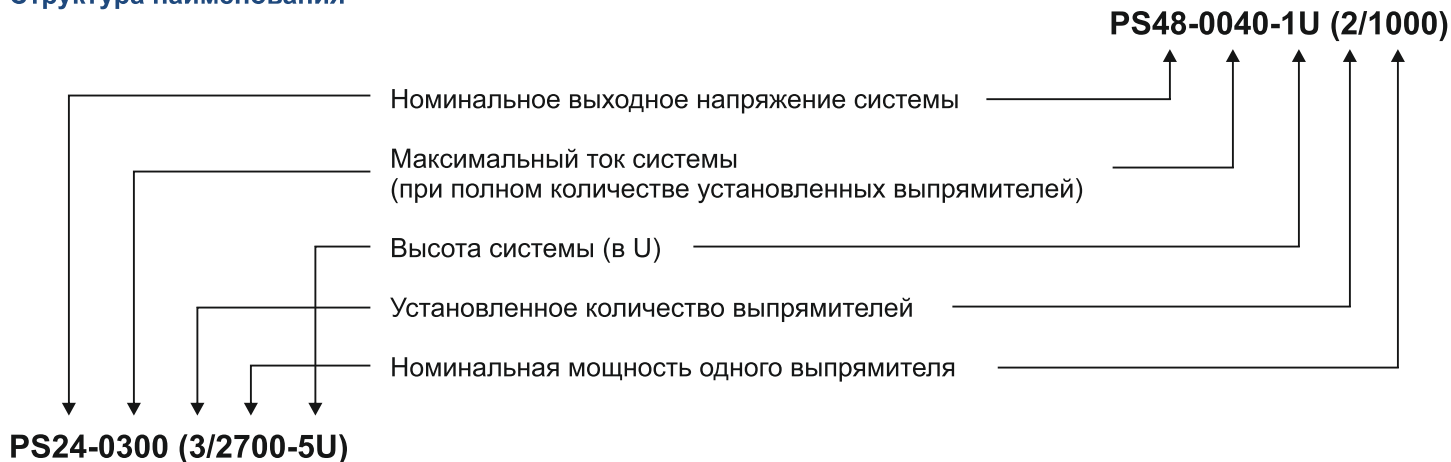 Структура наименования
PS48-0040-1U (2/1000)
Номинальное выходное напряжение системы
Максимальный ток системы
(при полном количестве установленных выпрямителей)
Высота системы (в U)
Установленное количество выпрямителей
Номинальная мощность одного выпрямителя
PS24-0300 (3/2700-5U)